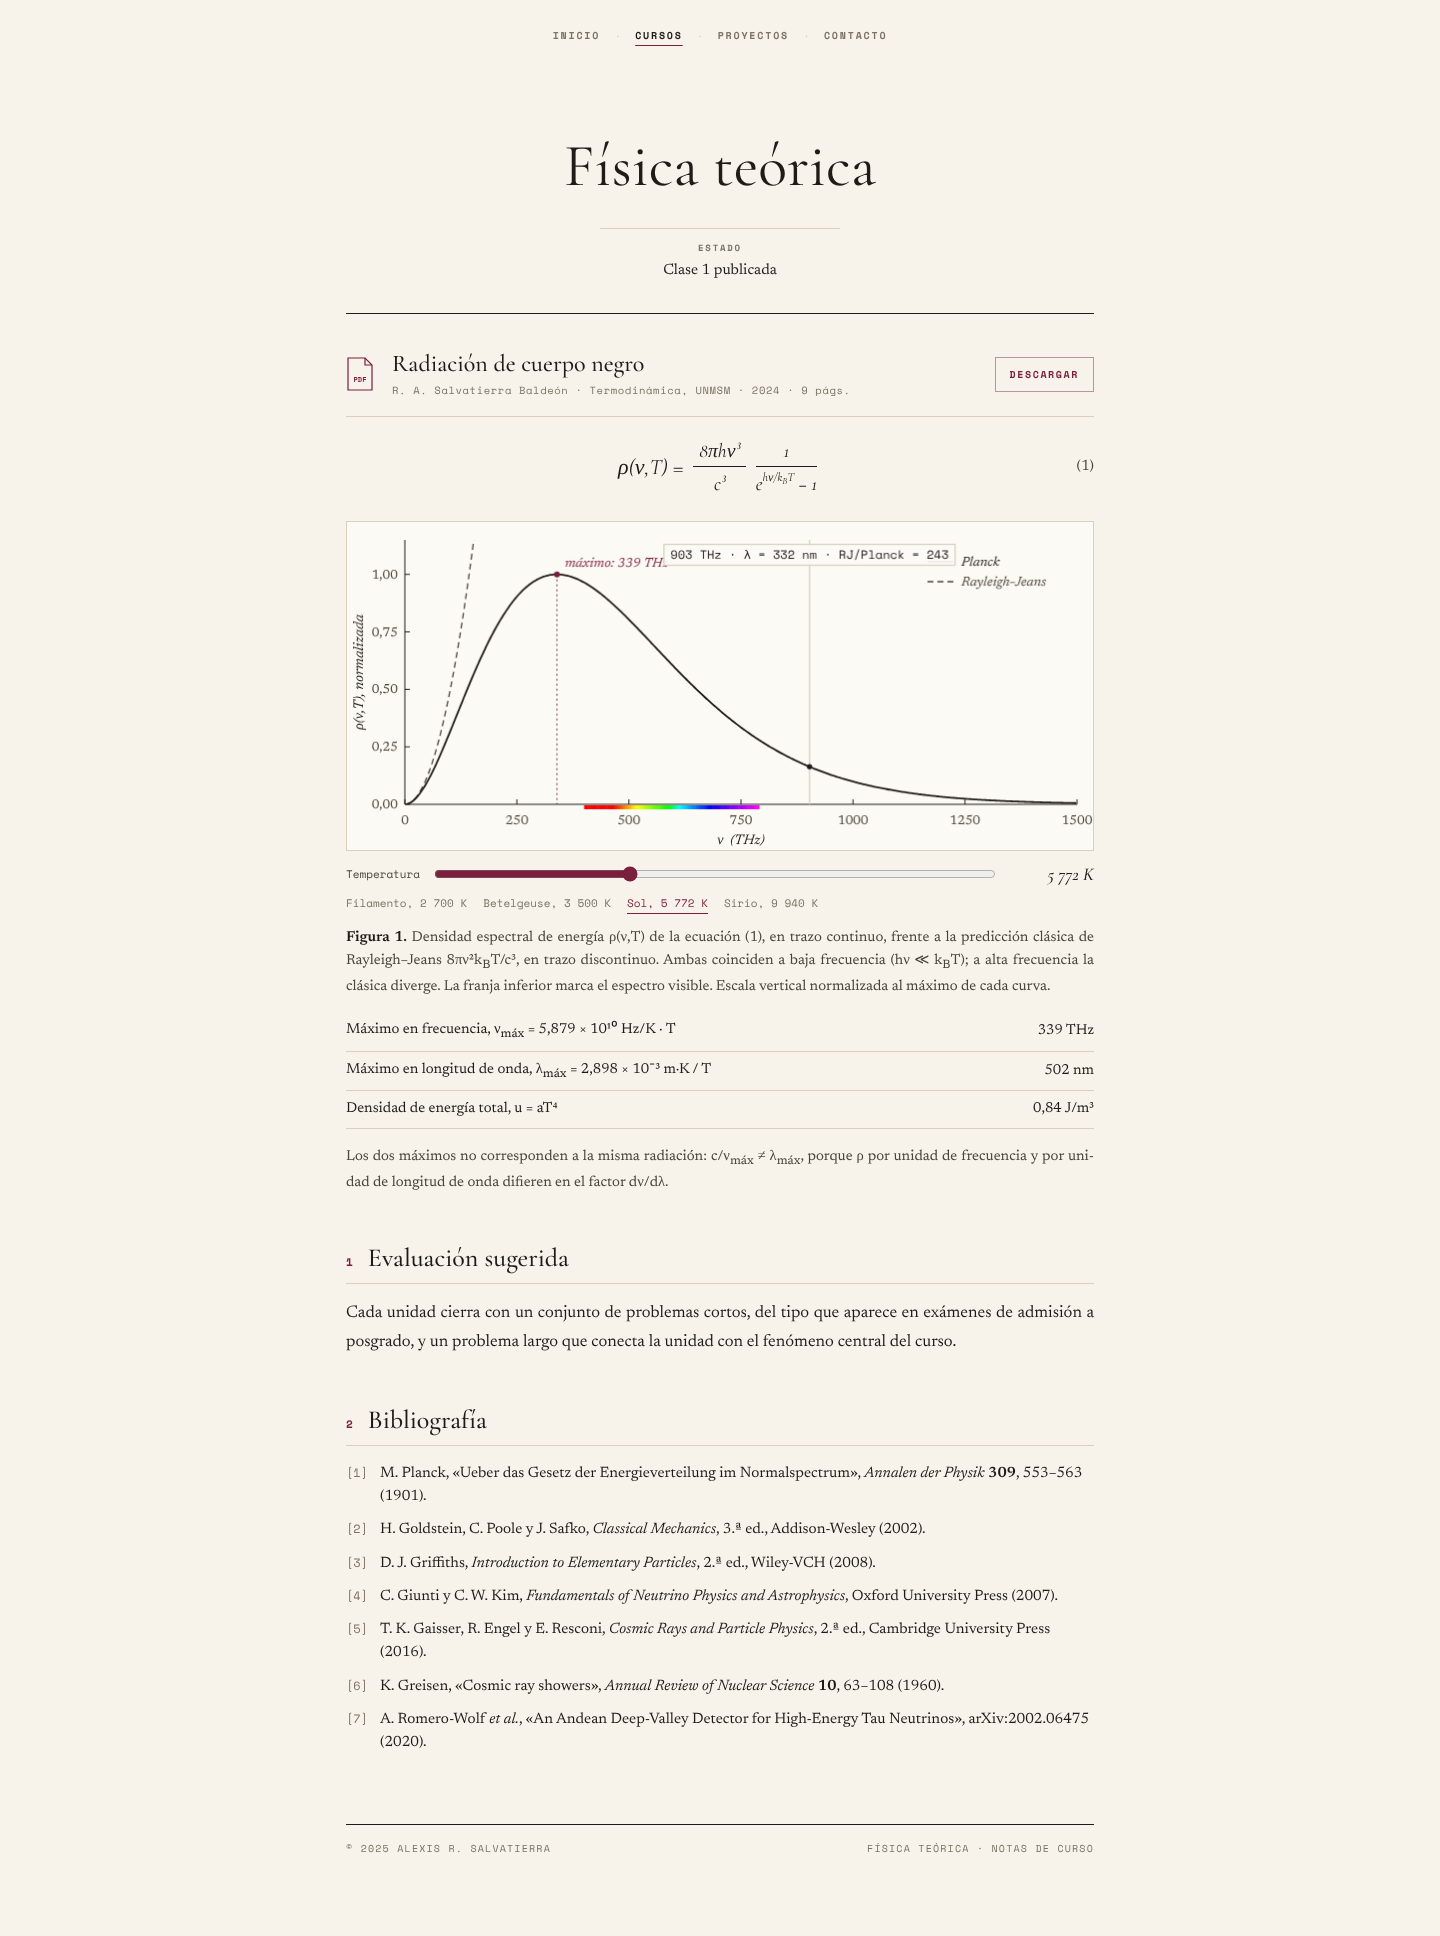 INICIO · CURSOS · PROYECTOS · CONTACTO
Física teórica
ESTADO
Clase 1 publicada
PDF
Radiación de cuerpo negro
R. A. Salvatierra Baldeón · Termodinámica, UNMSM · 2024 · 9 págs.
DESCARGAR
ρ(ν, T) = 8πhν³ / c³ 1 / e^{hν/k_BT} − 1
(1)
máximo: 339 TH
903 THz · λ = 332 nm · RJ/Planck = 243
Planck
Rayleigh–Jeans
ρ(ν,T), normalizada
1,00
0,75
0,50
0,25
0,00
0 250 500 750 1000 1250 1500
ν (THz)
Temperatura
5 772 K
Filamento, 2 700 K Betelgeuse, 3 500 K Sol, 5 772 K Sirio, 9 940 K
Figura 1. Densidad espectral de energía ρ(ν,T) de la ecuación (1), en trazo continuo, frente a la predicción clásica de
Rayleigh–Jeans 8πν²k_BT/c³, en trazo discontinuo. Ambas coinciden a baja frecuencia (hν ≪ k_BT); a alta frecuencia la
clásica diverge. La franja inferior marca el espectro visible. Escala vertical normalizada al máximo de cada curva.
Máximo en frecuencia, ν_máx = 5,879 × 10¹⁰ Hz/K · T 339 THz
Máximo en longitud de onda, λ_máx = 2,898 × 10⁻³ m·K / T 502 nm
Densidad de energía total, u = aT⁴ 0,84 J/m³
Los dos máximos no corresponden a la misma radiación: c/ν_máx ≠ λ_máx, porque ρ por unidad de frecuencia y por uni-
dad de longitud de onda difieren en el factor dν/dλ.
1 Evaluación sugerida
Cada unidad cierra con un conjunto de problemas cortos, del tipo que aparece en exámenes de admisión a
posgrado, y un problema largo que conecta la unidad con el fenómeno central del curso.
2 Bibliografía
[1] M. Planck, «Ueber das Gesetz der Energieverteilung im Normalspectrum», Annalen der Physik 309, 553–563
(1901).
[2] H. Goldstein, C. Poole y J. Safko, Classical Mechanics, 3.ª ed., Addison-Wesley (2002).
[3] D. J. Griffiths, Introduction to Elementary Particles, 2.ª ed., Wiley-VCH (2008).
[4] C. Giunti y C. W. Kim, Fundamentals of Neutrino Physics and Astrophysics, Oxford University Press (2007).
[5] T. K. Gaisser, R. Engel y E. Resconi, Cosmic Rays and Particle Physics, 2.ª ed., Cambridge University Press
(2016).
[6] K. Greisen, «Cosmic ray showers», Annual Review of Nuclear Science 10, 63–108 (1960).
[7] A. Romero-Wolf et al., «An Andean Deep-Valley Detector for High-Energy Tau Neutrinos», arXiv:2002.06475
(2020).
© 2025 ALEXIS R. SALVATIERRA
FÍSICA TEÓRICA · NOTAS DE CURSO